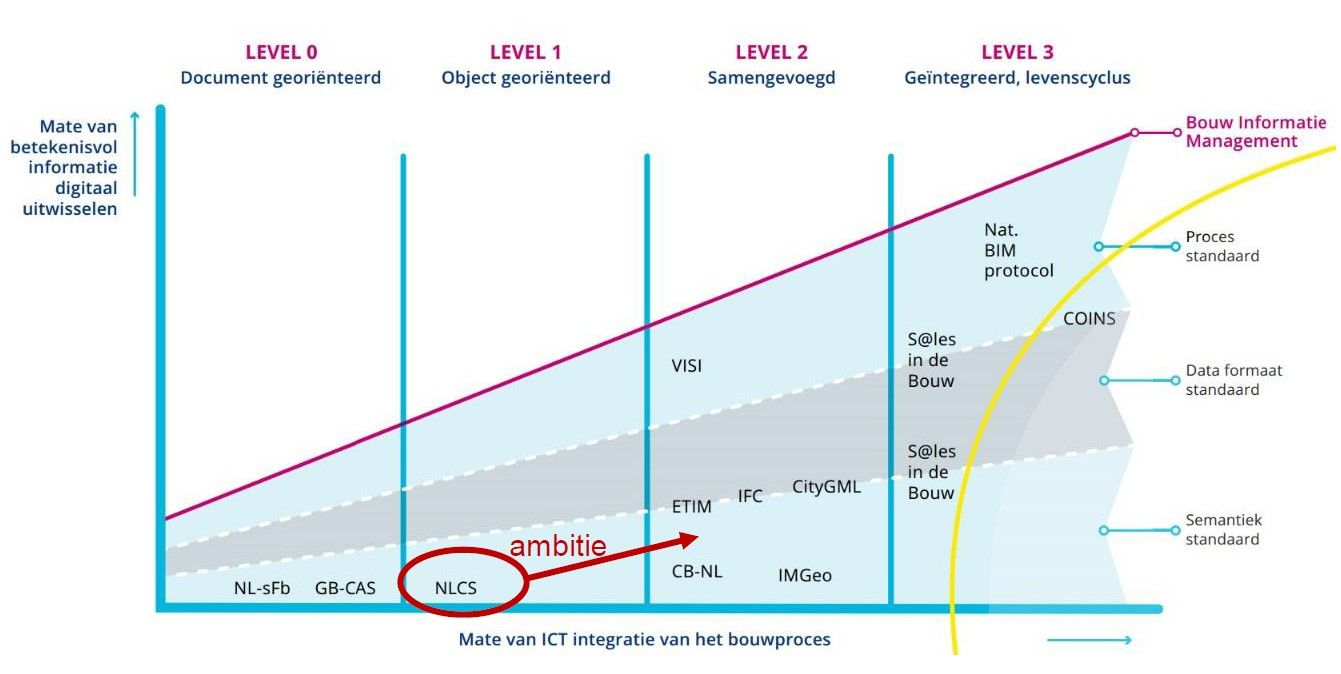 LEVEL 0
Document georiënteerd
LEVEL 1
Object georiënteerd
LEVEL 2
Samengevoegd
LEVEL 3
Geïntegreerd, levenscyclus
Mate van
betekenisvol
informatie
digitaal
uitwisselen
Bouw Informatie
Management
Nat.
BIM
protocol
Proces
standaard
COINS
S@les
in de
Bouw
VISI
Data formaat
standaard
S@les
in de
Bouw
CityGML
IFC
ETIM
Semantiek
standaard
ambitie
CB-NL
IMGeo
NL-sFb
GB-CAS
NLCS
Mate van ICT integratie van het bouwproces